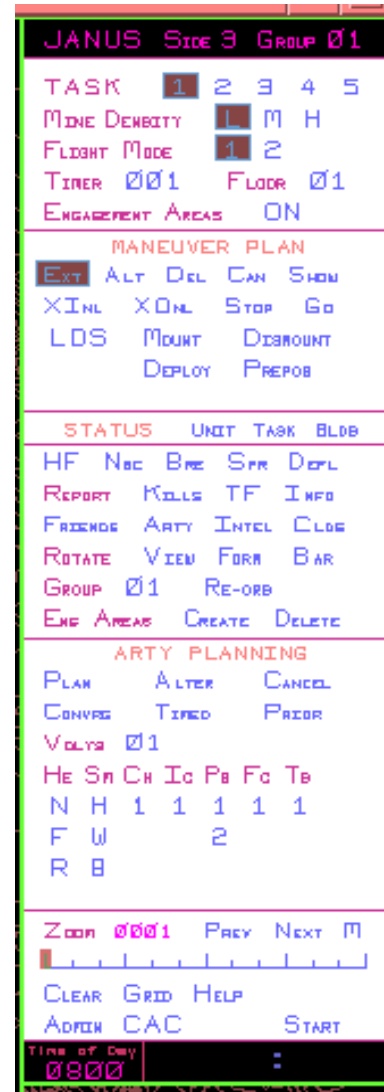 JANUS SIDE 3 GROUP Ø1
TASK 1 2 3 4 5
MINE DENSITY L M H
FLIGHT MODE 1 2
TIMER ØØ1 FLOOR Ø1
ENGAGEMENT AREAS ON
MANEUVER PLAN
EXT ALT DEL CAN SHOW
XINL XONL STOP GO
LOS MOUNT DISMOUNT
DEPLOY PREPOS
STATUS UNIT TASK BLDG
HF NBC BRE SPR DEFL
REPORT KILLS TF INFO
FRIENDS ARTY INTEL CLDS
ROTATE VIEW FORM BAR
GROUP Ø1 RE-ORG
ENG AREAS CREATE DELETE
ARTY PLANNING
PLAN ALTER CANCEL
CONVRG TIMED PRIOR
VOLYS Ø1
HE SM CH IC PG FC TB
N H 1 1 1 1 1
F W 2
R B
ZOOM ØØØ1 PREV NEXT M
CLEAR GRID HELP
ADMIN CAC START
Time of Day
Ø8ØØ :